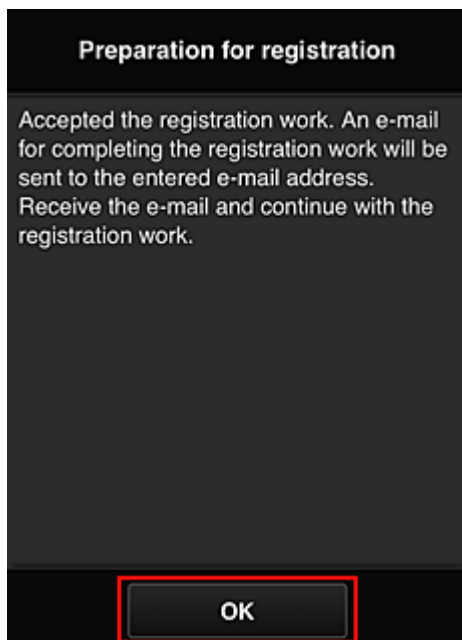 Preparation for registration
Accepted the registration work. An e-mail
for completing the registration work will be
sent to the entered e-mail address.
Receive the e-mail and continue with the
registration work.
OK